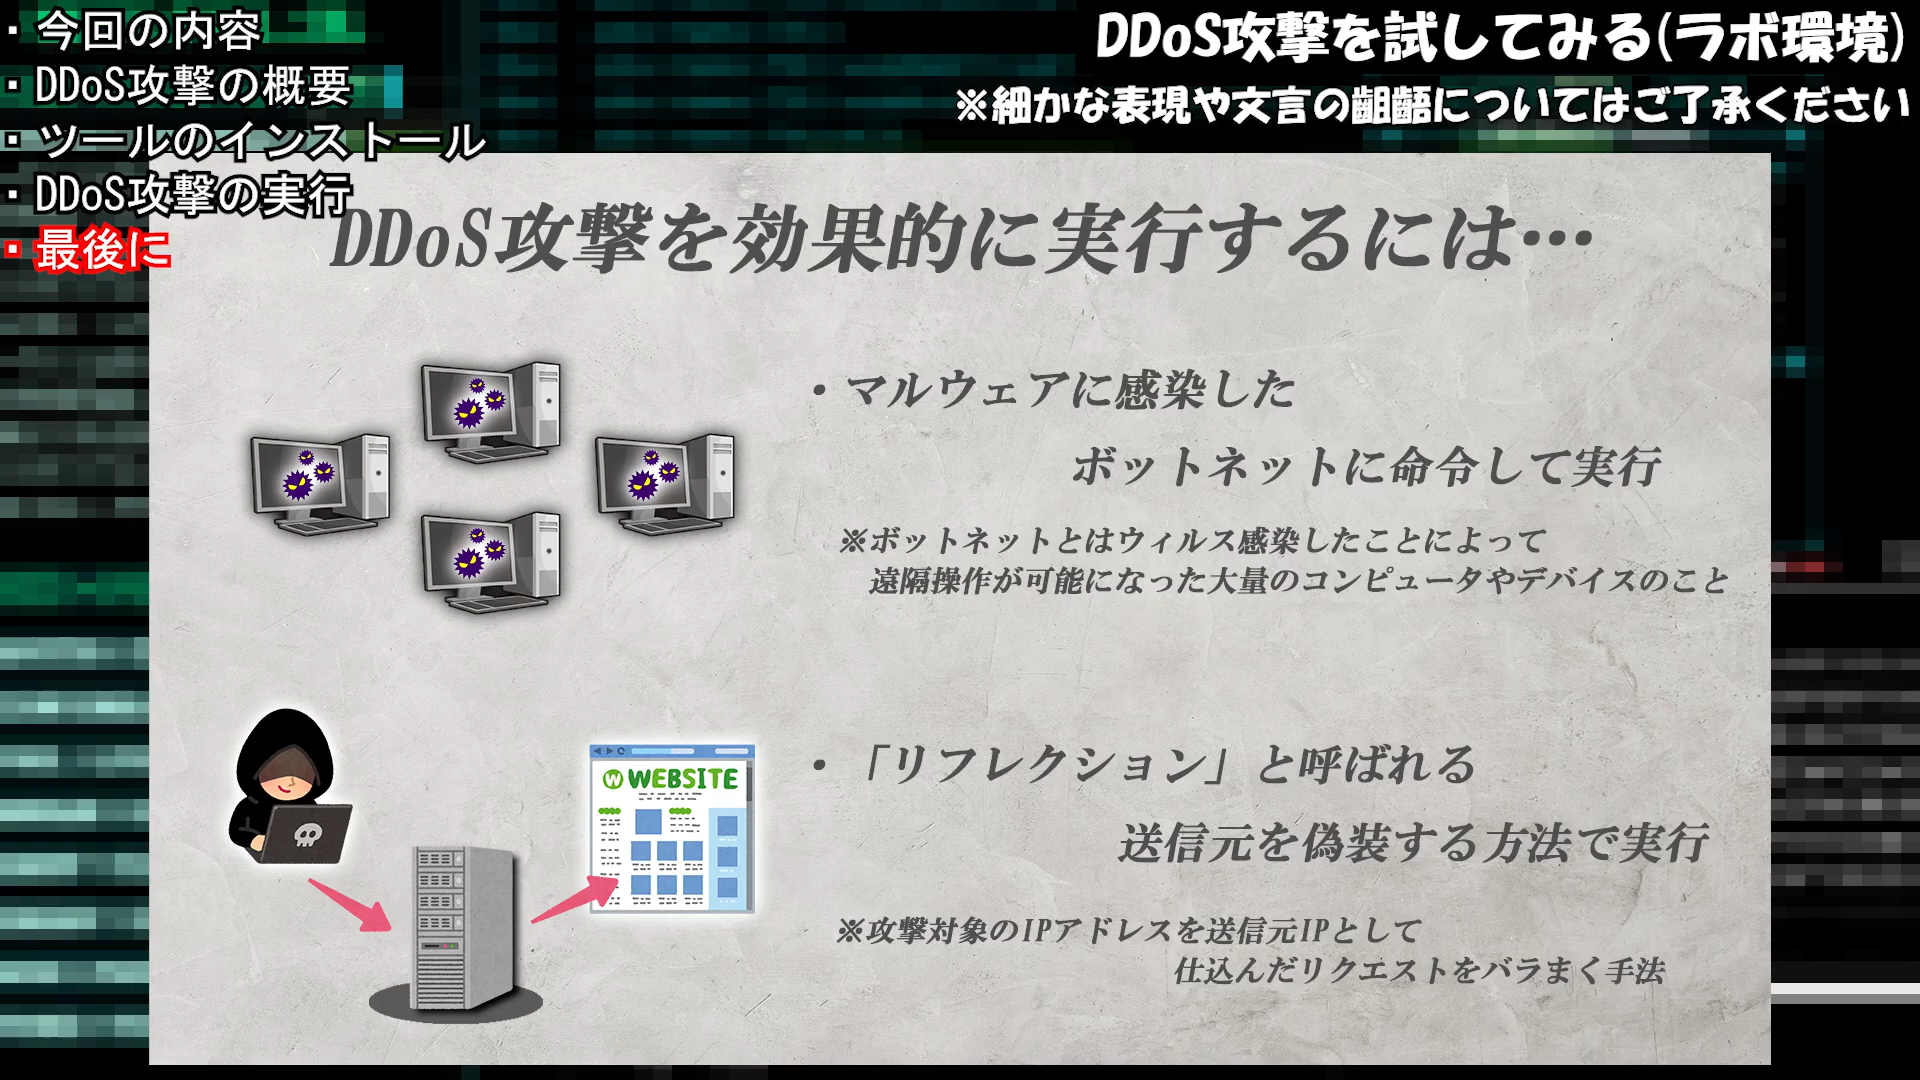 ・今回の内容
・DDoS攻撃の概要
・ツールのインストール
・DDoS攻撃の実行
・最後に
DDoS攻撃を試してみる(ラボ環境)
※細かな表現や文言の齟齬についてはご了承ください
DDoS攻撃を効果的に実行するには…
・マルウェアに感染した
ボットネットに命令して実行
※ボットネットとはウィルス感染したことによって
遠隔操作が可能になった大量のコンピュータやデバイスのこと
W WEBSITE
・「リフレクション」と呼ばれる
送信元を偽装する方法で実行
※攻撃対象のIPアドレスを送信元IPとして
仕込んだリクエストをバラまく手法